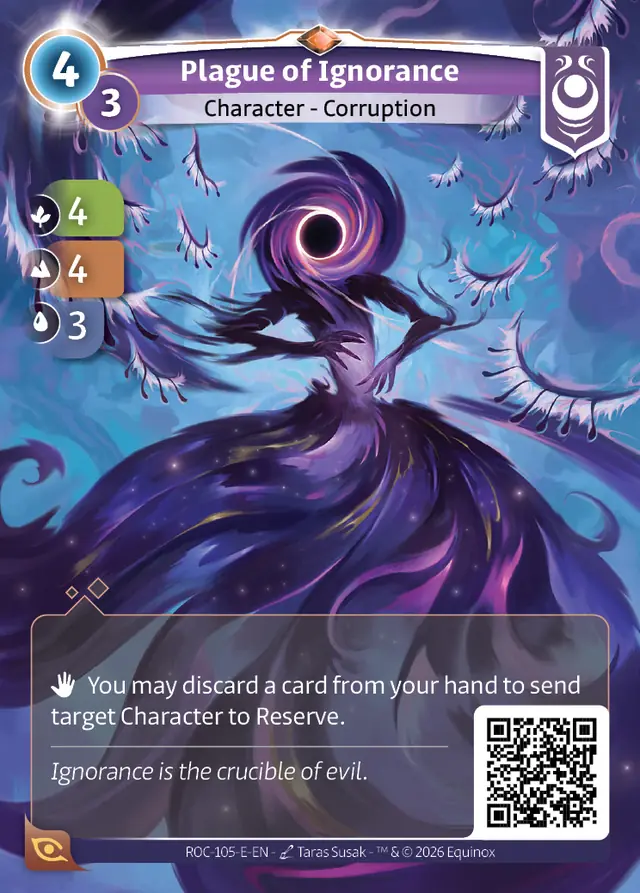 4
Plague of Ignorance
3
Character - Corruption
4
4
3
You may discard a card from your hand to send
target Character to Reserve.
Ignorance is the crucible of evil.
ROC-105-E-EN - Taras Susak - ™ & © 2026 Equinox